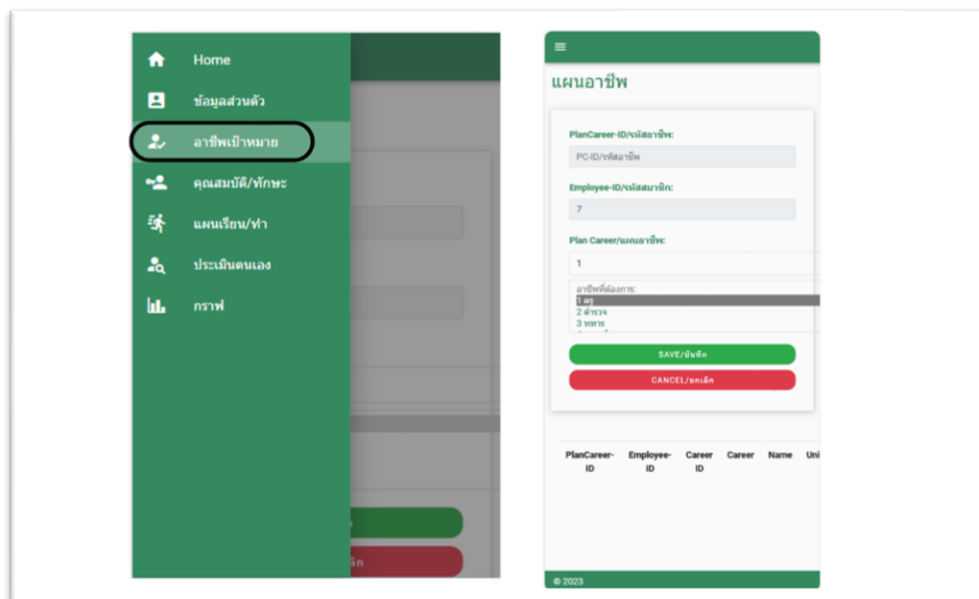 Home
ข้อมูลส่วนตัว
อาชีพเป้าหมาย
คุณสมบัติ/ทักษะ
แผนเรียน/ทำ
ประเมินตนเอง
กราฟ
แผนอาชีพ
PlanCareer-ID/รหัสอาชีพ:
PC-ID/รหัสอาชีพ
Employee-ID/รหัสสมาชิก:
7
Plan Career/แผนอาชีพ:
1
อาชีพที่ต้องการ:
1 ครู
2 ตำรวจ
3 ทหาร
SAVE/บันทึก
CANCEL/ยกเลิก
PlanCareer-ID Employee-ID Career ID Career Name Uni
© 2023